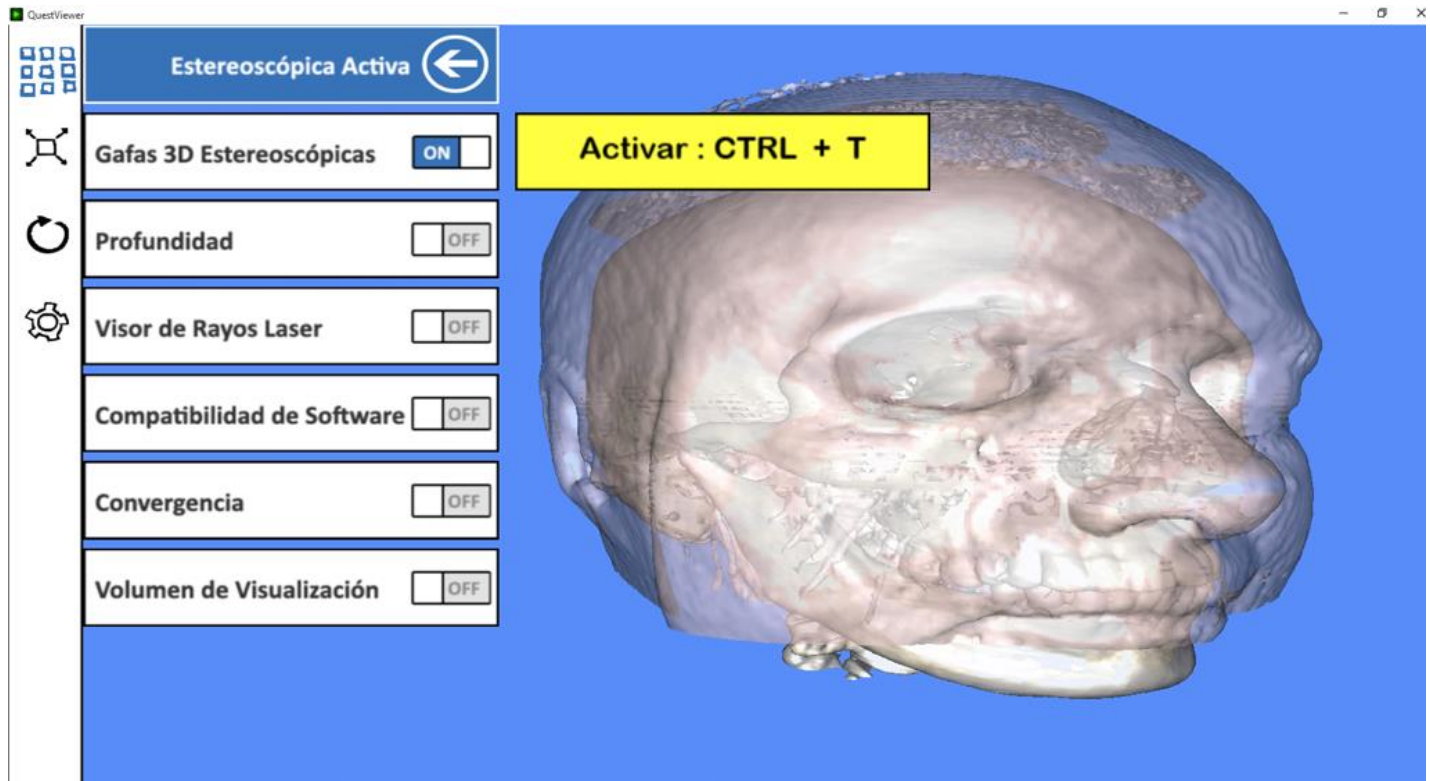 QuestViewer
Estereoscópica Activa
Gafas 3D Estereoscópicas ON
Activar : CTRL + T
Profundidad OFF
Visor de Rayos Laser OFF
Compatibilidad de Software OFF
Convergencia OFF
Volumen de Visualización OFF